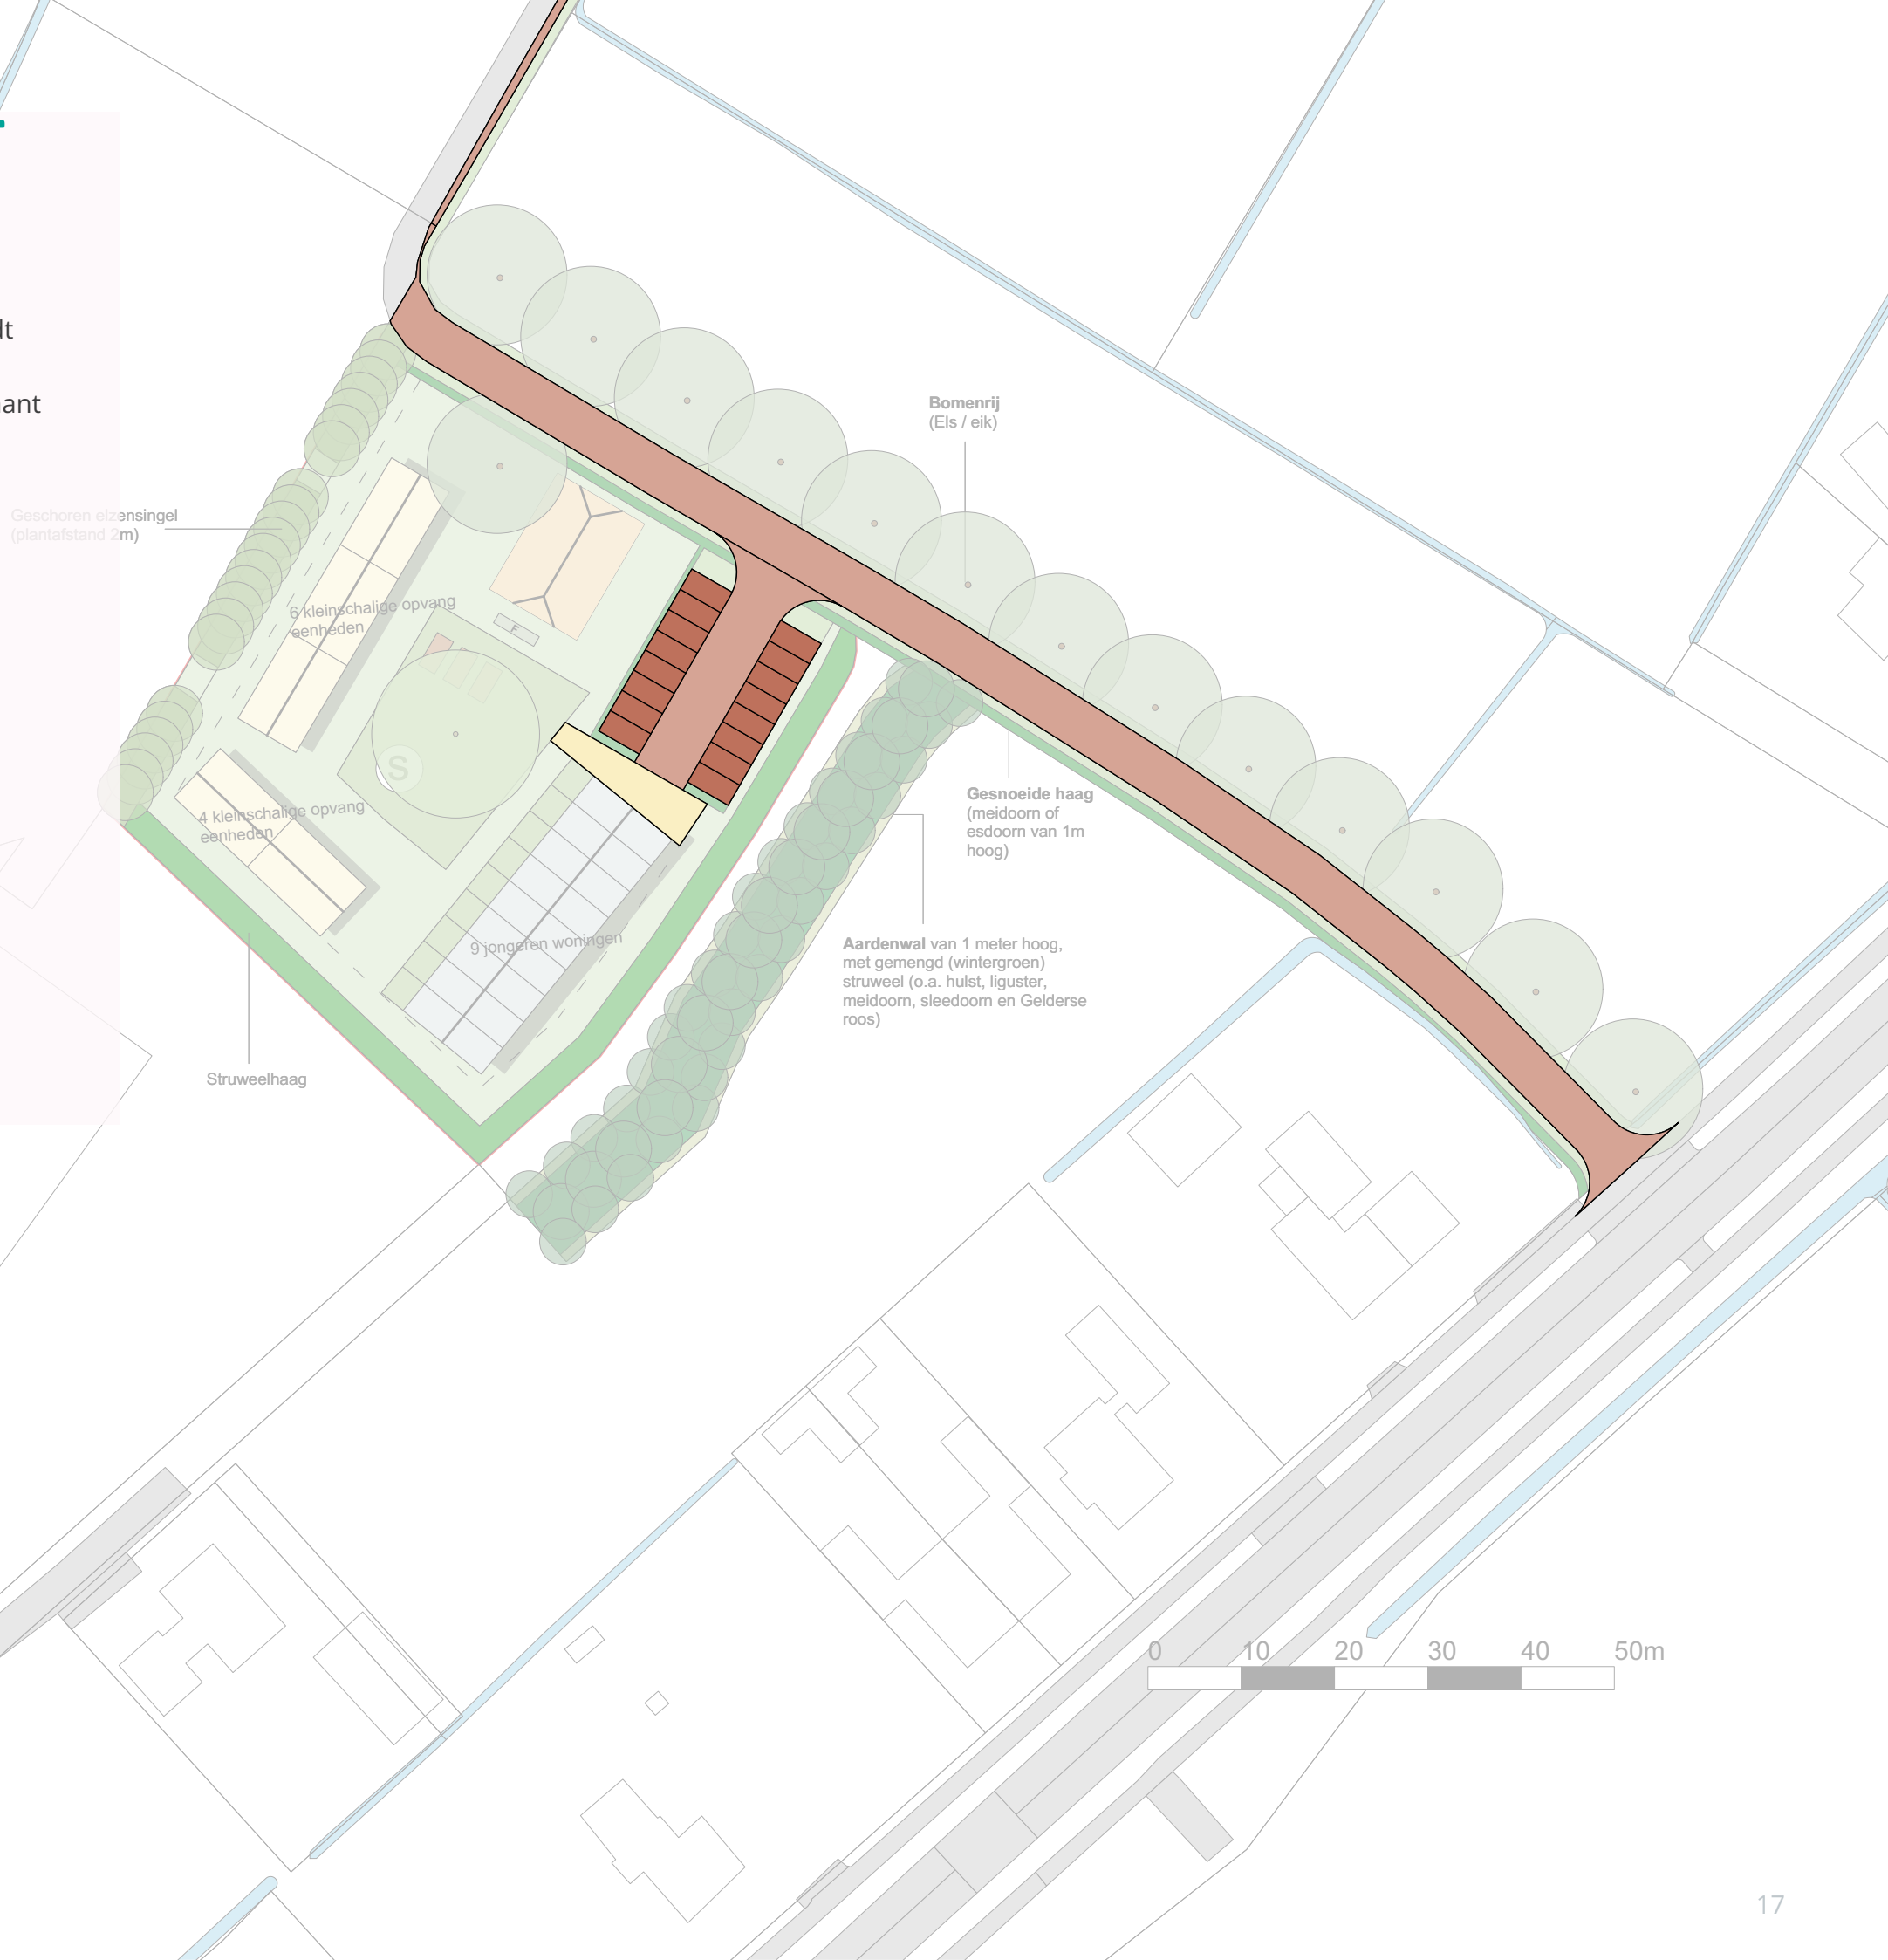 dt
ant
Bomenrij
(Els / eik)
Geschoren elzensingel
(plantafstand 2m)
6 kleinschalige opvang
eenheden
F
S
4 kleinschalige opvang
eenheden
Gesnoeide haag
(meidoorn of
esdoorn van 1m
hoog)
9 jongeren woningen
Aardenwal van 1 meter hoog,
met gemengd (wintergroen)
struweel (o.a. hulst, liguster,
meidoorn, sleedoorn en Gelderse
roos)
Struweelhaag
0 10 20 30 40 50m
17